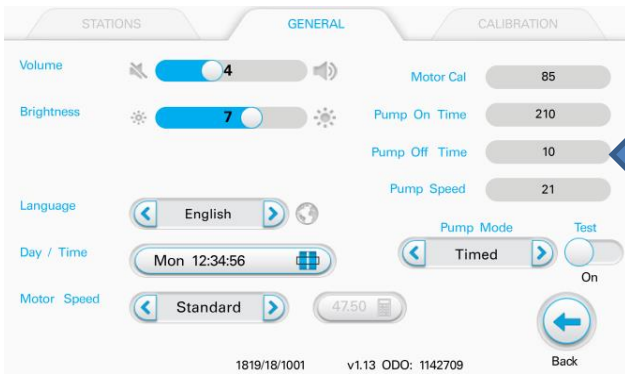 STATIONS GENERAL CALIBRATION
Volume 4
Motor Cal 85
Brightness 7
Pump On Time 210
Pump Off Time 10
Pump Speed 21
Language English
Pump Mode Test
Day / Time Mon 12:34:56
Timed
On
Motor Speed Standard 47.50
1819/18/1001 v1.13 ODO: 1142709
Back